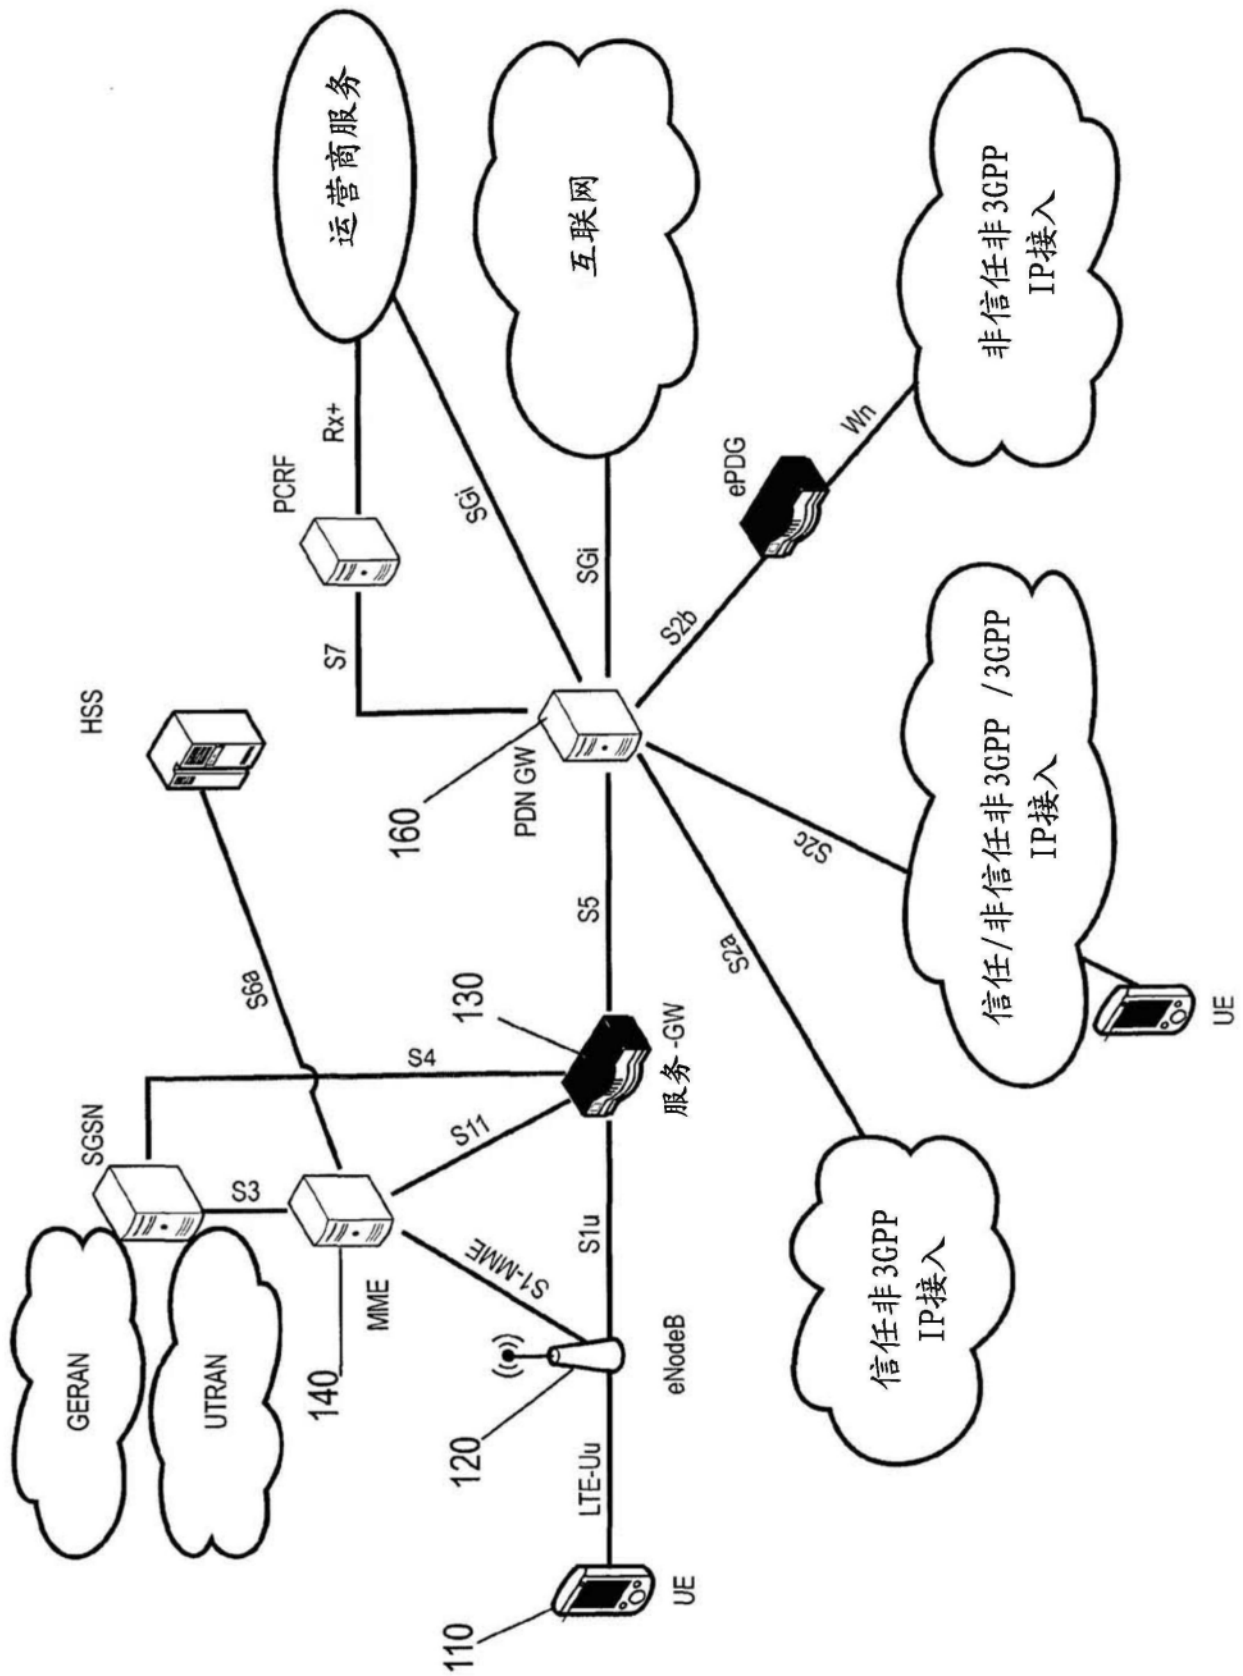 GERAN
UTRAN
SGSN
HSS
S3
S4
S6a
140
MME
S11
S1-MME
PCRF
S7
Rx+
运营商服务
SGi
110
UE
LTE-Uu
120
eNodeB
S1u
130
服务-GW
S5
160
PDN GW
SGi
互联网
S2a
S2c
S2b
ePDG
Wn
信任非3GPP
IP接入
信任/非信任非3GPP /3GPP
IP接入
UE
非信任非3GPP
IP接入